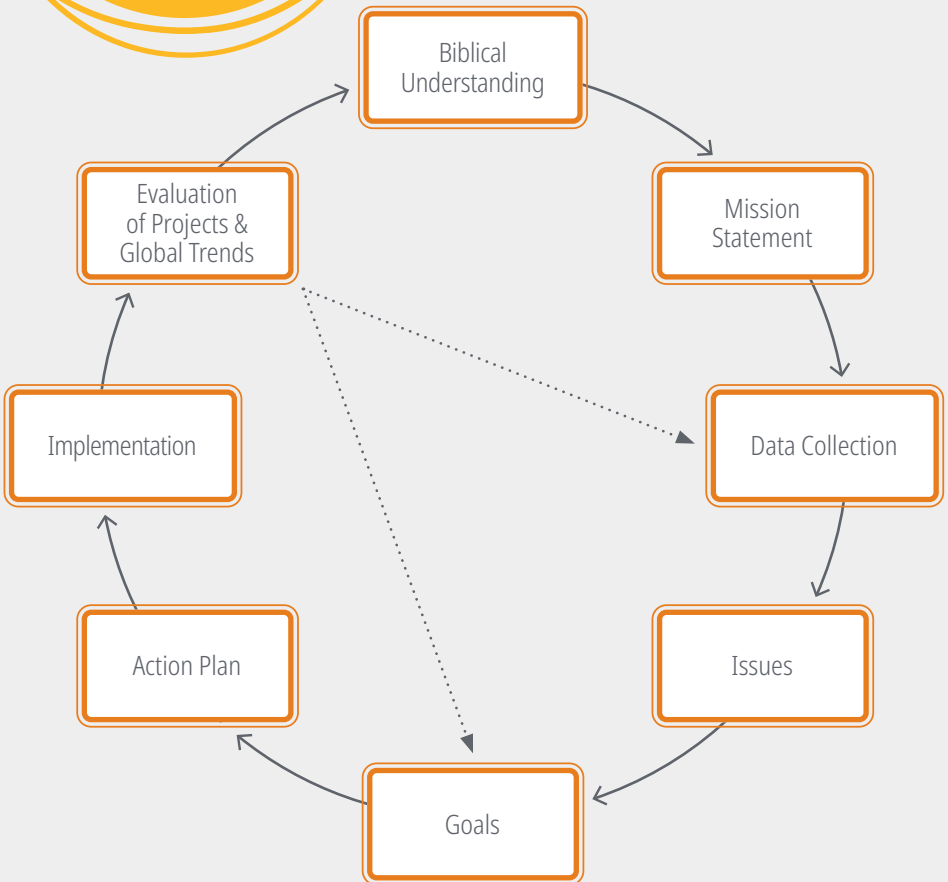 Biblical
Understanding
Mission
Statement
Data Collection
Issues
Goals
Action Plan
Implementation
Evaluation
of Projects &
Global Trends